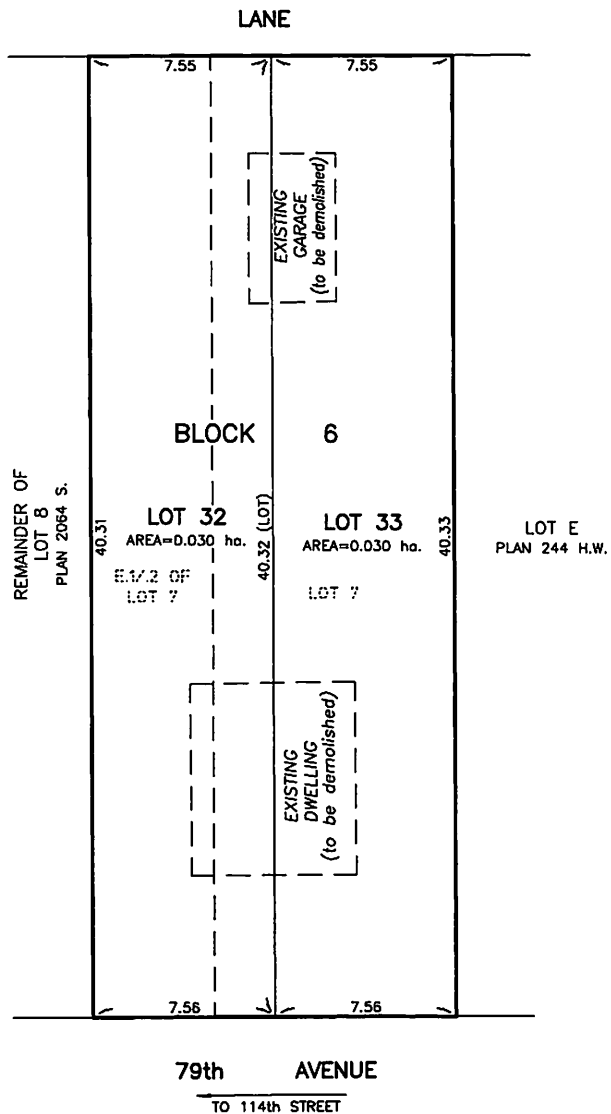 LANE
7.55
7.55
EXISTING
GARAGE
(to be demolished)
BLOCK 6
REMAINDER OF
LOT 8
PLAN 2064 S.
40.31
LOT 32
AREA=0.030 ha.
E.1/.2 OF
LOT 7
40.32 (LOT)
LOT 33
AREA=0.030 ha.
LOT 7
40.33
LOT E
PLAN 244 H.W.
EXISTING
DWELLING
(to be demolished)
7.56
7.56
79th AVENUE
TO 114th STREET